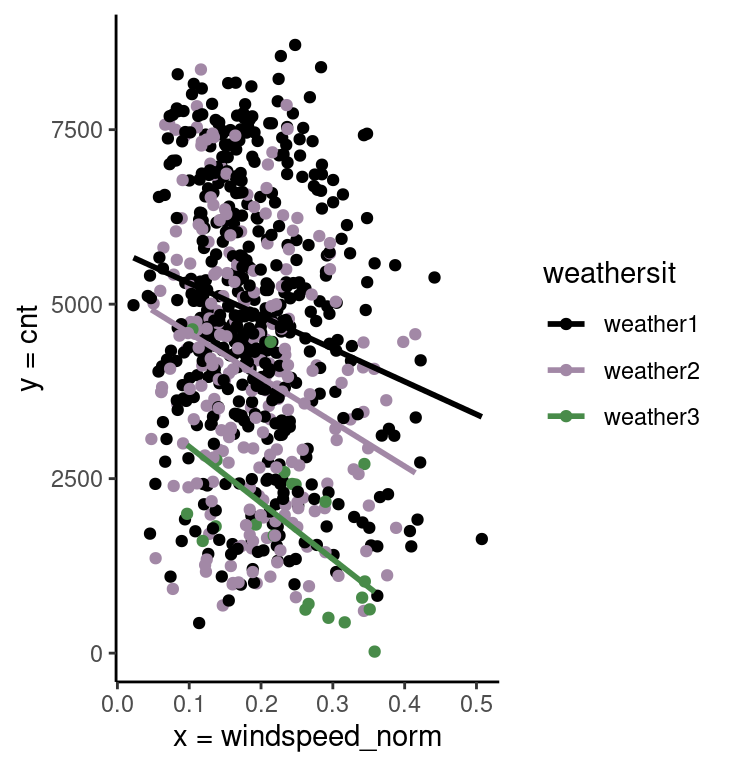 y = cnt
7500
5000
2500
0
0.0 0.1 0.2 0.3 0.4 0.5
x = windspeed_norm
weathersit
weather1
weather2
weather3